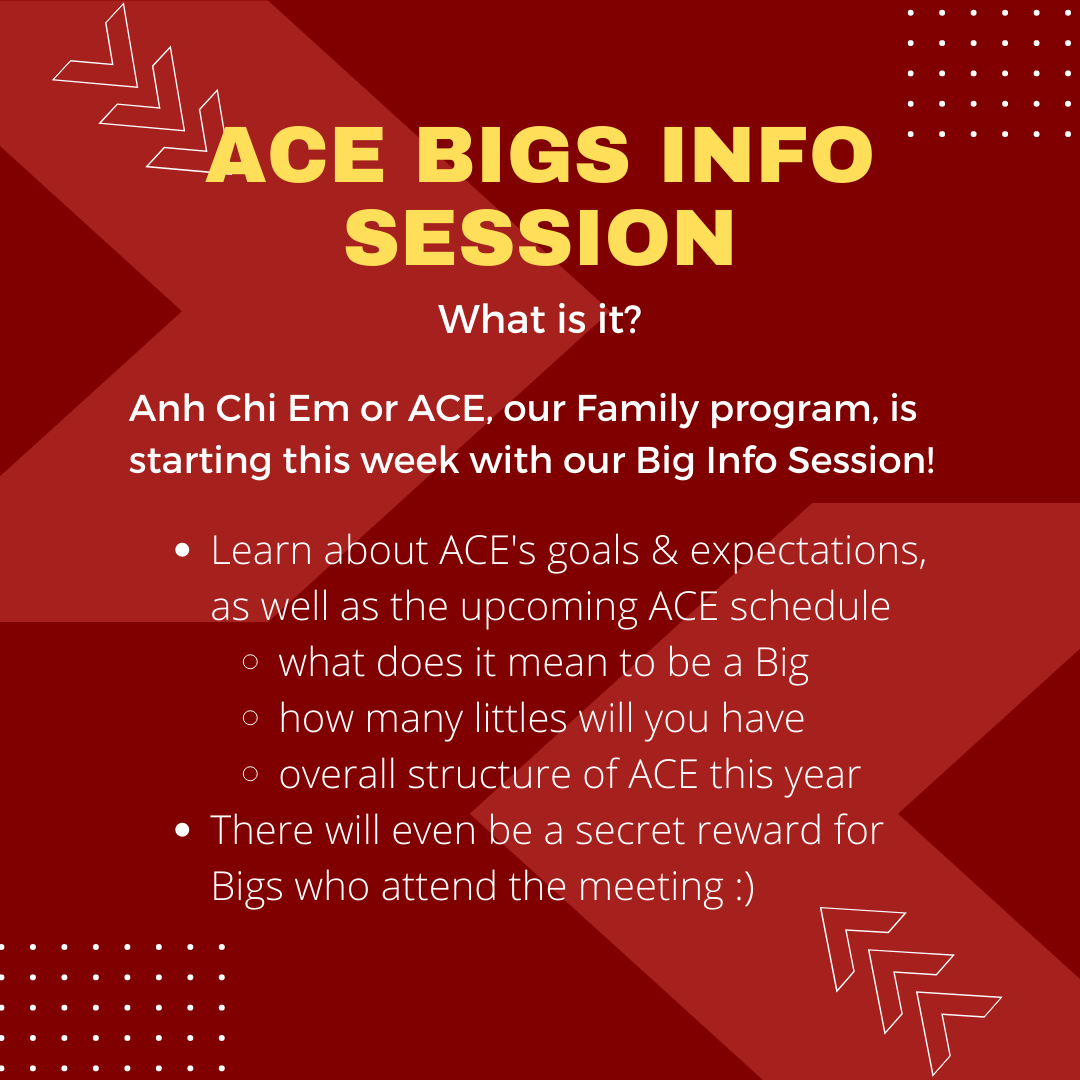 ACE BIGS INFO
SESSION
What is it?
Anh Chi Em or ACE, our Family program, is
starting this week with our Big Info Session!
• Learn about ACE's goals & expectations,
as well as the upcoming ACE schedule
◦ what does it mean to be a Big
◦ how many littles will you have
◦ overall structure of ACE this year
• There will even be a secret reward for
Bigs who attend the meeting :)